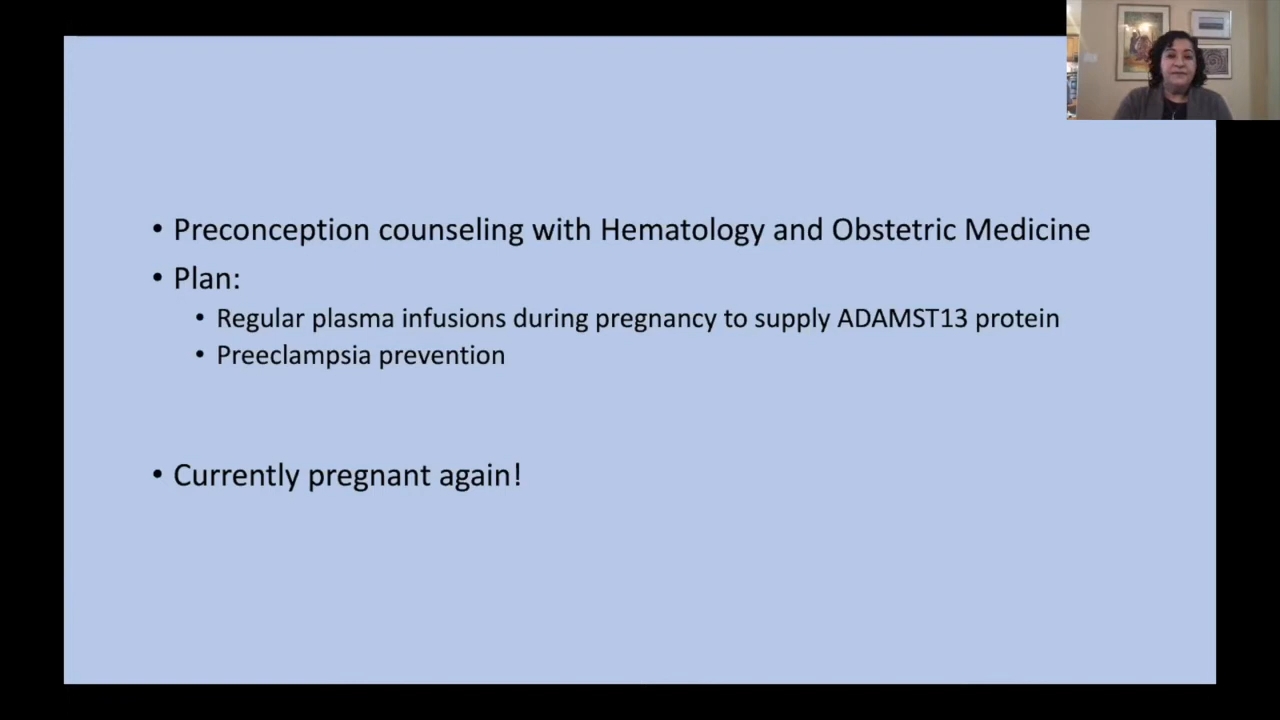 • Preconception counseling with Hematology and Obstetric Medicine
• Plan:
• Regular plasma infusions during pregnancy to supply ADAMST13 protein
• Preeclampsia prevention
• Currently pregnant again!